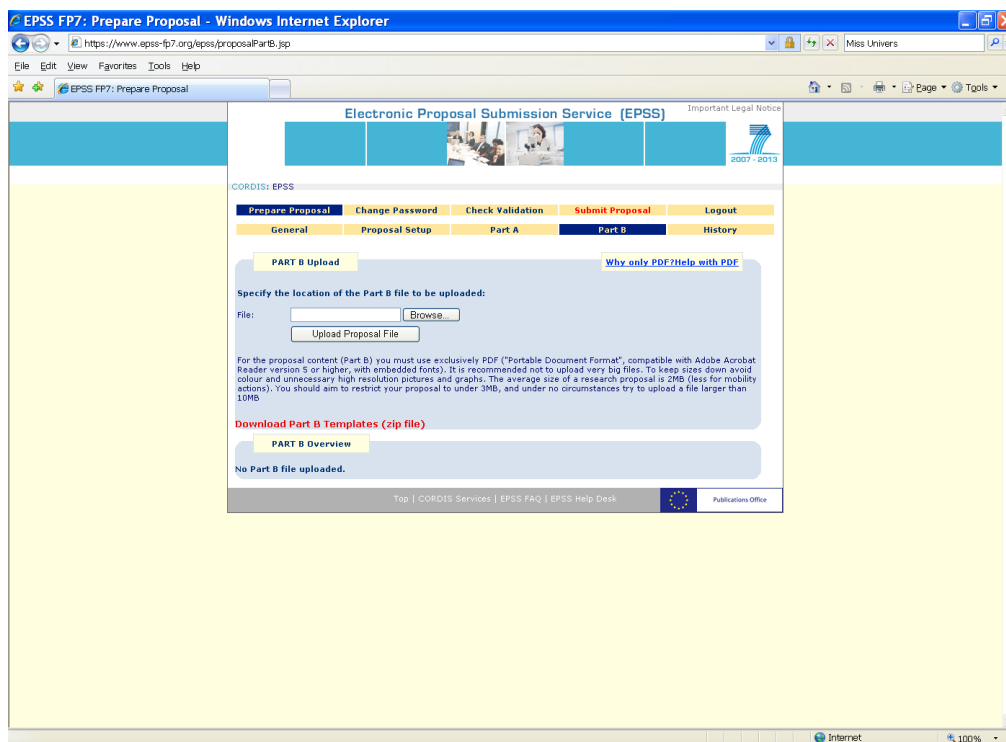 EPSS FP7: Prepare Proposal - Windows Internet Explorer
https://www.epss-fp7.org/epss/proposalPartB.jsp
Miss Univers
File Edit View Favorites Tools Help
EPSS FP7: Prepare Proposal
Page Tools
Important Legal Notice
Electronic Proposal Submission Service (EPSS)
2007 - 2013
CORDIS: EPSS
Prepare Proposal Change Password Check Validation Submit Proposal Logout
General Proposal Setup Part A Part B History
PART B Upload Why only PDF?Help with PDF
Specify the location of the Part B file to be uploaded:
File: Browse...
Upload Proposal File
For the proposal content (Part B) you must use exclusively PDF ("Portable Document Format", compatible with Adobe Acrobat
Reader version 5 or higher, with embedded fonts). It is recommended not to upload very big files. To keep sizes down avoid
colour and unnecessary high resolution pictures and graphs. The average size of a research proposal is 2MB (less for mobility
actions). You should aim to restrict your proposal to under 3MB, and under no circumstances try to upload a file larger than
10MB
Download Part B Templates (zip file)
PART B Overview
No Part B file uploaded.
Top | CORDIS Services | EPSS FAQ | EPSS Help Desk
Publications Office
Internet 100%